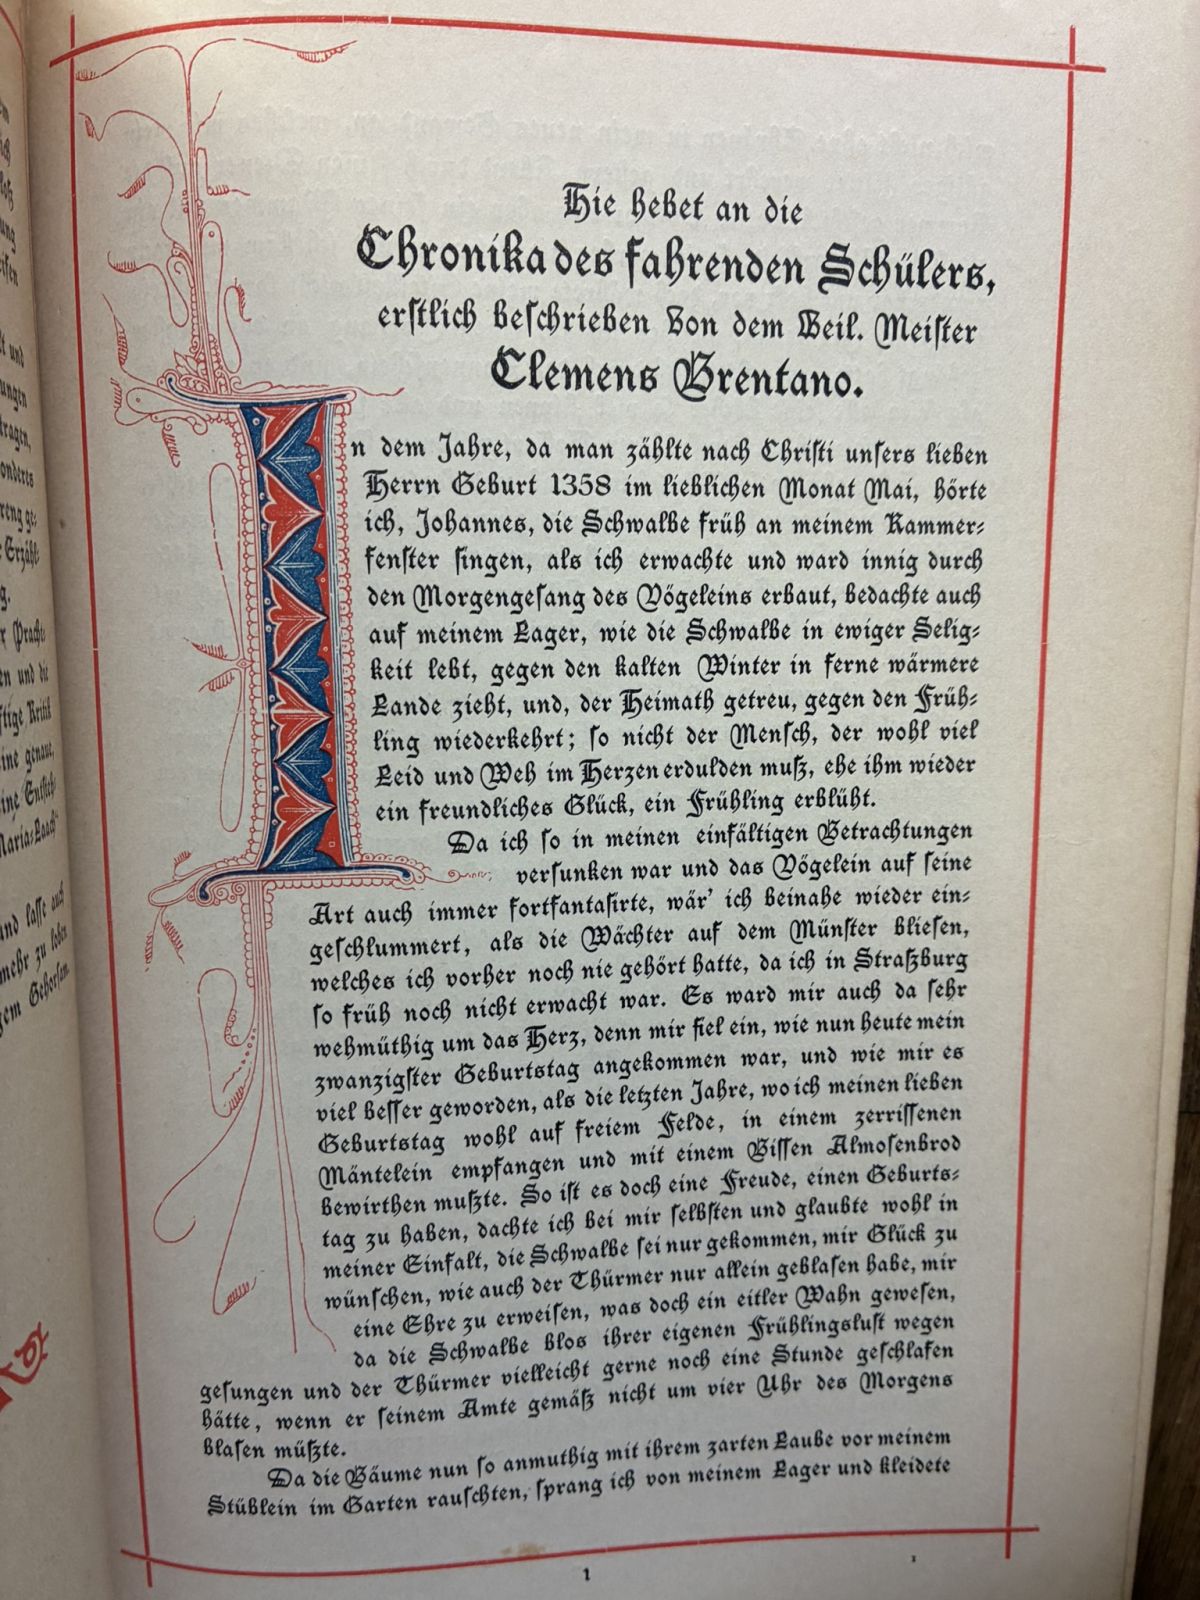 Hie hebet an die
Chronika des fahrenden Schülers,
erſtlich beſchrieben von dem weil. Meiſter
Clemens Brentano.
In dem Jahre, da man zählte nach Chriſti unſers lieben
Herrn Geburt 1358 im lieblichen Monat Mai, hörte
ich, Johannes, die Schwalbe früh an meinem Kammer⸗
fenſter ſingen, als ich erwachte und ward innig durch
den Morgengeſang des Vögeleins erbaut, bedachte auch
auf meinem Lager, wie die Schwalbe in ewiger Selig⸗
keit lebt, gegen den kalten Winter in ferne wärmere
Lande zieht, und, der Heimath getreu, gegen den Früh⸗
ling wiederkehrt; ſo nicht der Menſch, der wohl viel
Leid und Weh im Herzen erdulden muß, ehe ihm wieder
ein freundliches Glück, ein Frühling erblüht.
Da ich ſo in meinen einfältigen Betrachtungen
verſunken war und das Vögelein auf ſeine
Art auch immer fortfantaſirte, wär' ich beinahe wieder ein⸗
geſchlummert, als die Wächter auf dem Münſter blieſen,
welches ich vorher noch nie gehört hatte, da ich in Straßburg
ſo früh noch nicht erwacht war. Es ward mir auch da ſehr
wehmüthig um das Herz, denn mir fiel ein, wie nun heute mein
zwanzigſter Geburtstag angekommen war, und wie mir es
viel beſſer geworden, als die letzten Jahre, wo ich meinen lieben
Geburtstag wohl auf freiem Felde, in einem zerriſſenen
Mäntelein empfangen und mit einem Biſſen Almoſenbrod
bewirthen mußte. So iſt es doch eine Freude, einen Geburts⸗
tag zu haben, dachte ich bei mir ſelbſten und glaubte wohl in
meiner Einfalt, die Schwalbe ſei nur gekommen, mir Glück zu
wünſchen, wie auch der Thürmer nur allein geblaſen habe, mir
eine Ehre zu erweiſen, was doch ein eitler Wahn geweſen,
da die Schwalbe blos ihrer eigenen Frühlingsluſt wegen
geſungen und der Thürmer vielleicht gerne noch eine Stunde geſchlafen
hätte, wenn er ſeinem Amte gemäß nicht um vier Uhr des Morgens
blaſen müßte.
Da die Bäume nun ſo anmuthig mit ihrem zarten Laube vor meinem
Stüblein im Garten rauſchten, ſprang ich von meinem Lager und kleidete
1
1